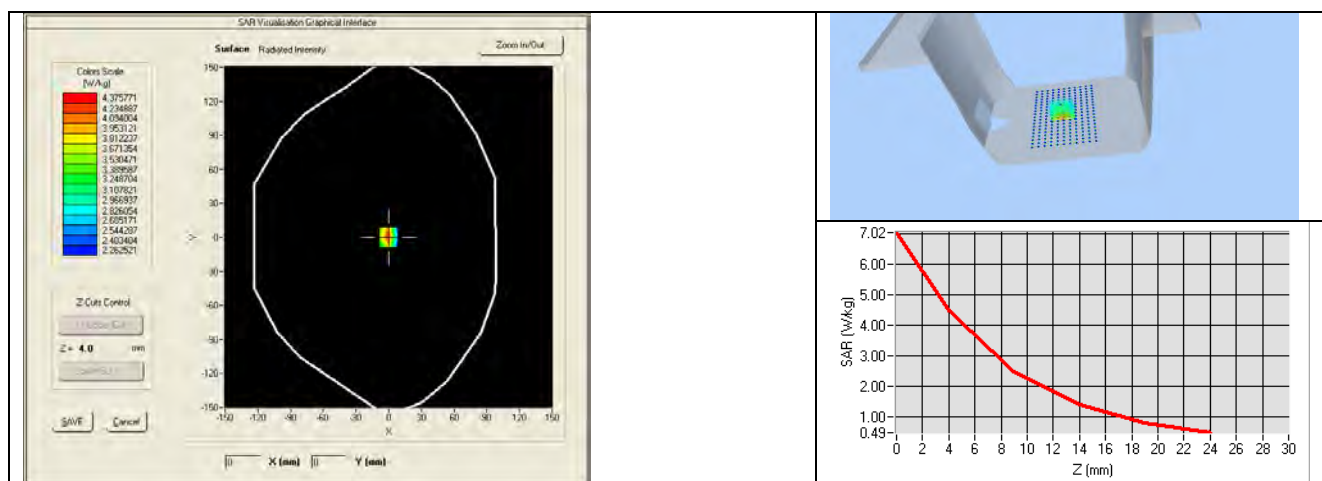 SAR Visualisation Graphical Interface
Surface Radiated Intensity
Zoom In/Out
Colors Scale
(W/kg)
4.375771
4.234887
4.094004
3.953121
3.812237
3.671354
3.530471
3.389587
3.248704
3.107821
2.966937
2.826054
2.685171
2.544287
2.403404
2.262521
Z Cuts Control
Z = 4.0 mm
SAVE Cancel
150
120
90
60
30
0
-30
-60
-90
-120
-150
Y
-150 -120 -90 -60 -30 0 30 60 90 120 150
X
0 X (mm) 0 Y (mm)
7.02
6.00
5.00
4.00
3.00
2.00
1.00
0.49
SAR (W/kg)
0 2 4 6 8 10 12 14 16 18 20 22 24 26 28 30
Z (mm)